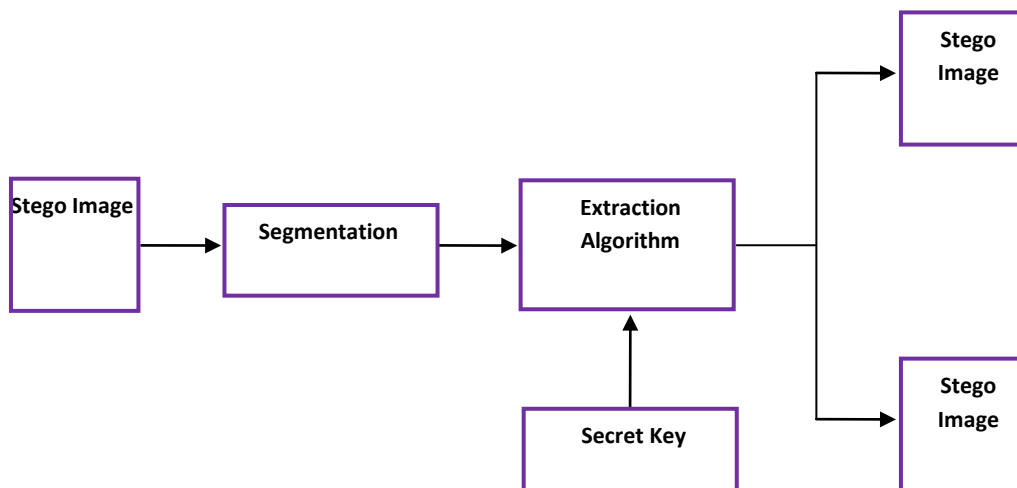 Stego Image
Segmentation
Extraction
Algorithm
Secret Key
Stego
Image
Stego
Image